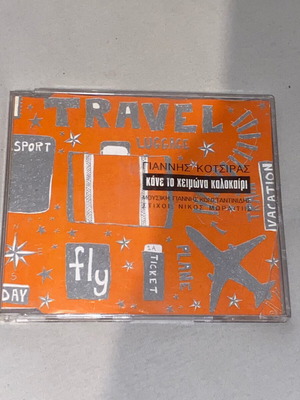 TRAVEL
LUGGAGE
SPORT
ΓΙΑΝΝΗΣ ΚΟΤΣΙΡΑΣ
κάνε το χειμώνα καλοκαίρι
ΜΟΥΣΙΚΗ ΓΙΑΝΝΗΣ ΚΩΝΣΤΑΝΤΙΝΙΔΗΣ
ΣΤΙΧΟΙ ΝΙΚΟΣ ΜΩΡΑΪΤΗΣ
VACATION
fly
TICKET
PLANE
DAY